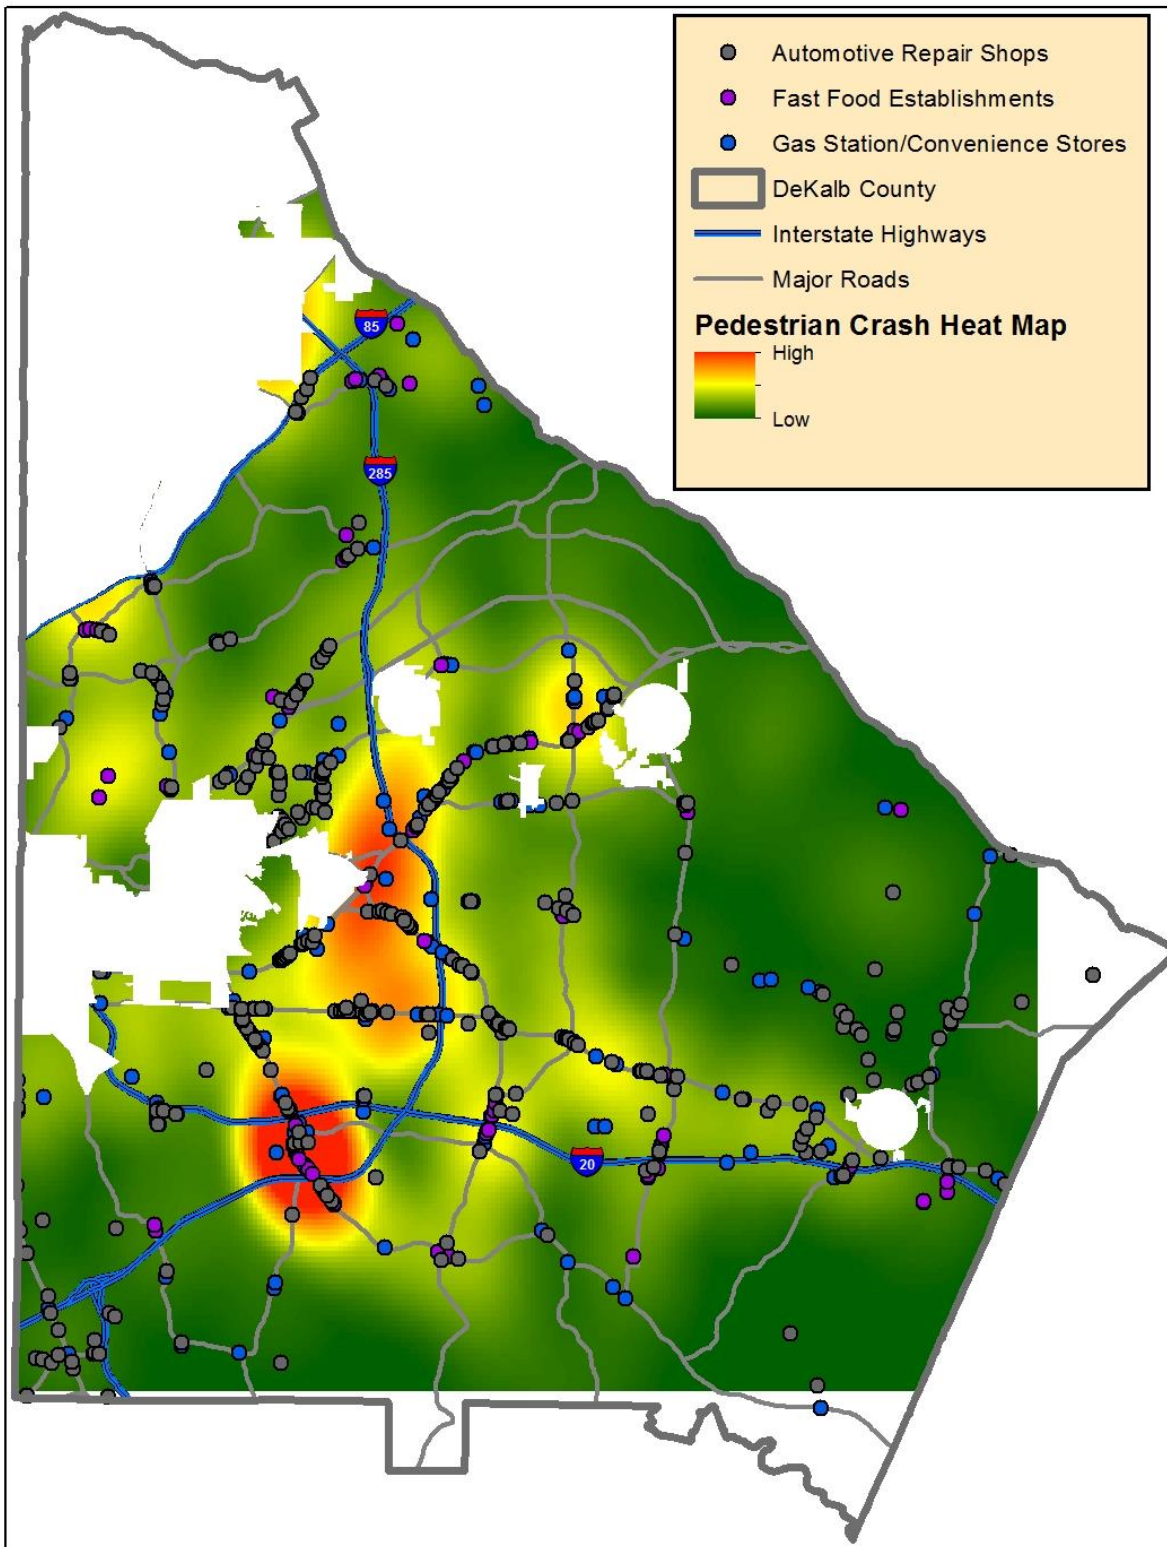 Automotive Repair Shops
Fast Food Establishments
Gas Station/Convenience Stores
DeKalb County
Interstate Highways
Major Roads
Pedestrian Crash Heat Map
High
Low
85
285
20